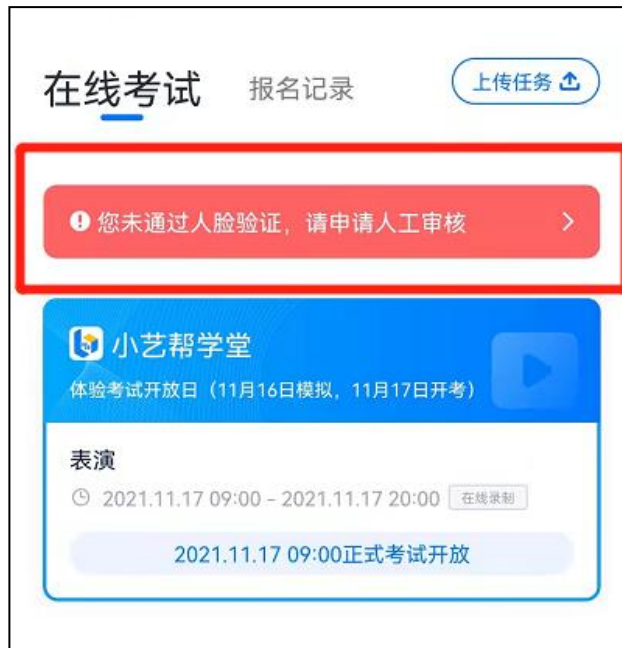 在线考试 报名记录 上传任务
您未通过人脸验证，请申请人工审核
小艺帮学堂
体验考试开放日（11月16日模拟，11月17日开考）
表演
2021.11.17 09:00 - 2021.11.17 20:00 在线录制
2021.11.17 09:00正式考试开放